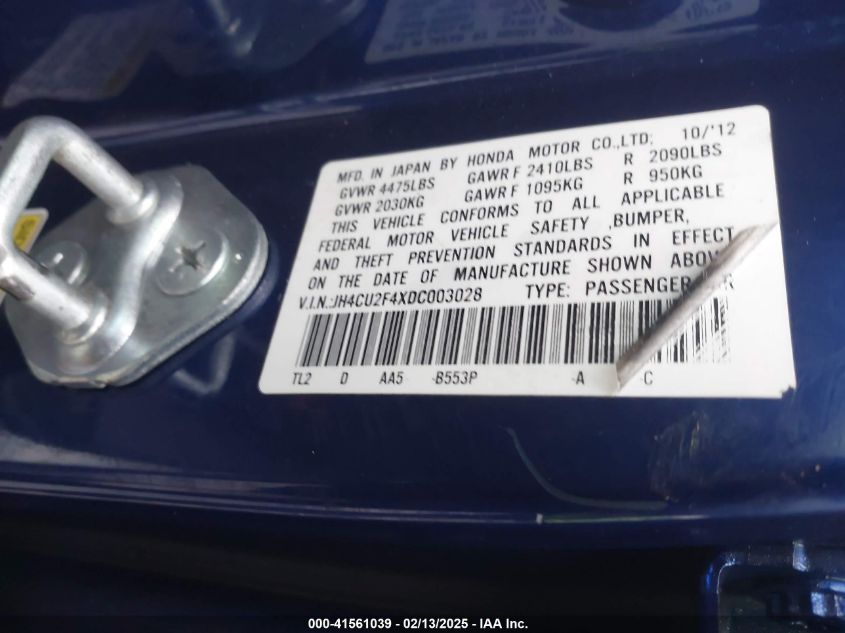 MFD. IN JAPAN BY HONDA MOTOR CO.,LTD; 10/'12
GVWR 4475LBS GAWR F 2410LBS R 2090LBS
GVWR 2030KG GAWR F 1095KG R 950KG
THIS VEHICLE CONFORMS TO ALL APPLICABLE
FEDERAL MOTOR VEHICLE SAFETY ,BUMPER,
AND THEFT PREVENTION STANDARDS IN EFFECT
ON THE DATE OF MANUFACTURE SHOWN
V.I.N.:JH4CU2F4XDC003028 TYPE: PASSENGER
TL2 D AA5 -B553P -A -C
000-41561039 - 02/13/2025 - IAA Inc.